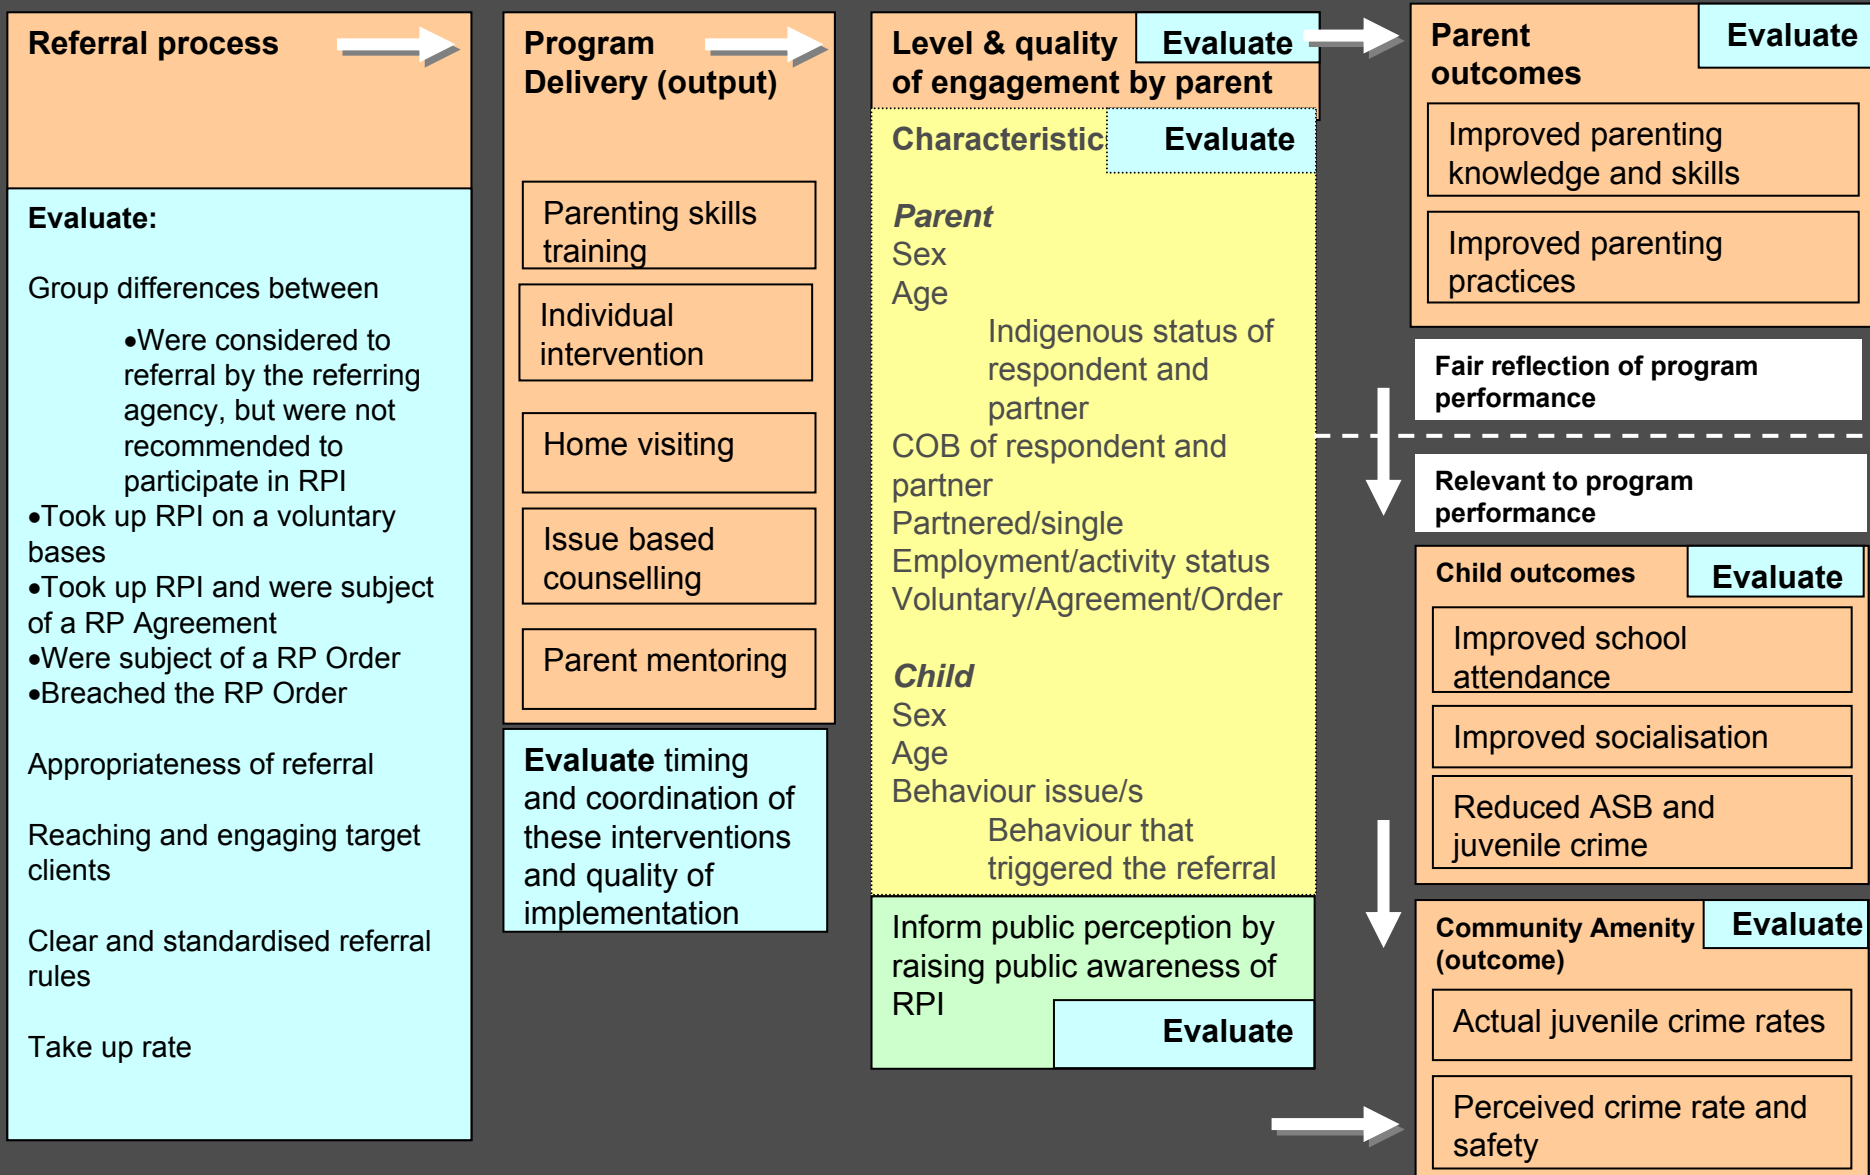 Referral process
Evaluate:
Group differences between
•Were considered to
referral by the referring
agency, but were not
recommended to
participate in RPI
•Took up RPI on a voluntary
bases
•Took up RPI and were subject
of a RP Agreement
•Were subject of a RP Order
•Breached the RP Order
Appropriateness of referral
Reaching and engaging target
clients
Clear and standardised referral
rules
Take up rate
Program
Delivery (output)
Parenting skills
training
Individual
intervention
Home visiting
Issue based
counselling
Parent mentoring
Evaluate timing
and coordination of
these interventions
and quality of
implementation
Level & quality
of engagement by parent
Evaluate
Characteristic
Evaluate
Parent
Sex
Age
Indigenous status of
respondent and
partner
COB of respondent and
partner
Partnered/single
Employment/activity status
Voluntary/Agreement/Order
Child
Sex
Age
Behaviour issue/s
Behaviour that
triggered the referral
Inform public perception by
raising public awareness of
RPI
Evaluate
Parent
outcomes
Evaluate
Improved parenting
knowledge and skills
Improved parenting
practices
Fair reflection of program
performance
Relevant to program
performance
Child outcomes
Evaluate
Improved school
attendance
Improved socialisation
Reduced ASB and
juvenile crime
Community Amenity
(outcome)
Evaluate
Actual juvenile crime rates
Perceived crime rate and
safety